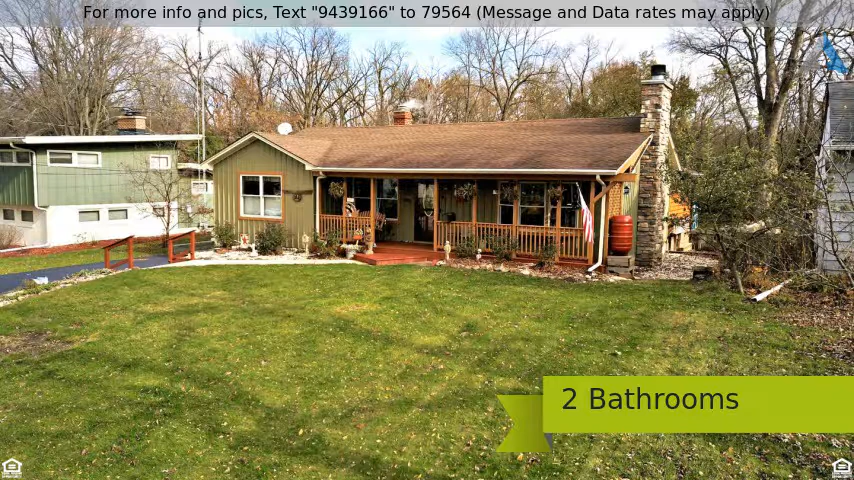 For more info and pics, Text "9439166" to 79564 (Message and Data rates may apply)
2 Bathrooms